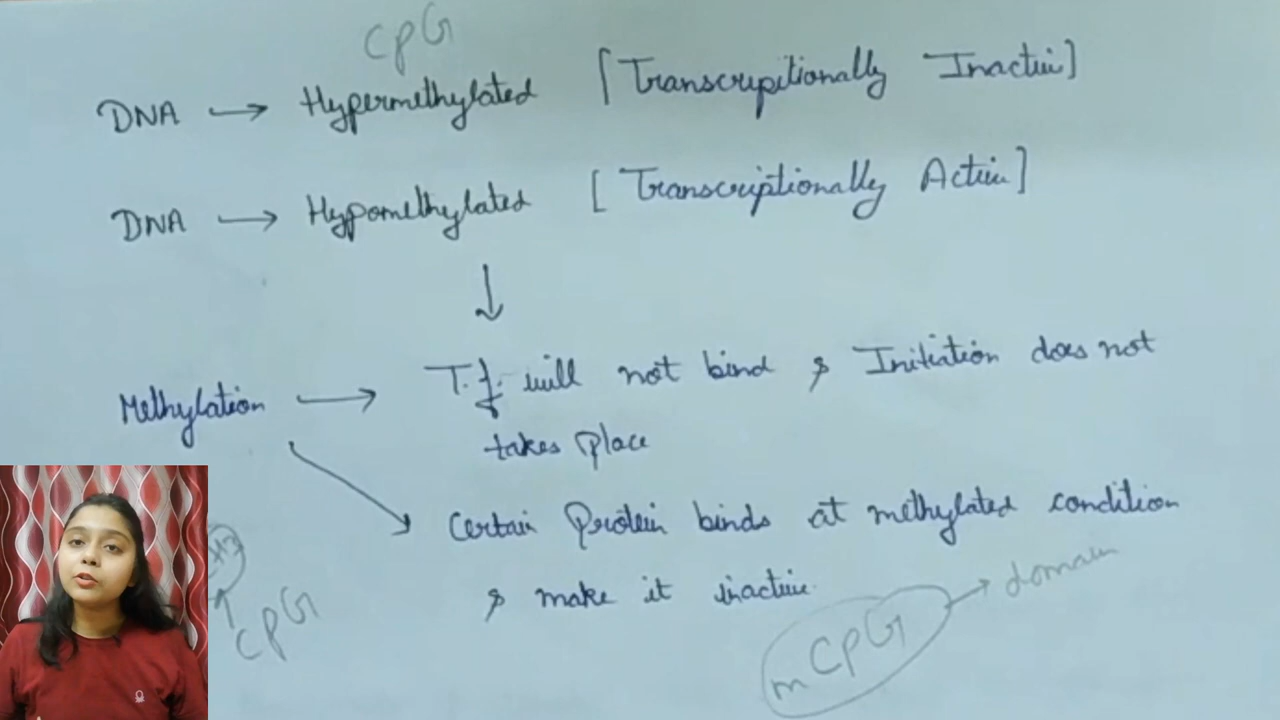 CpG
DNA → Hypermethylated [Transcripitionally Inactive]
DNA → Hypomethylated [Transcriptionally Active]
↓
Methylation → T.f. will not bind & Initiation does not
takes place
Certain Protein binds at methylated condition
& make it inactive.
mCpG → domain
CpG